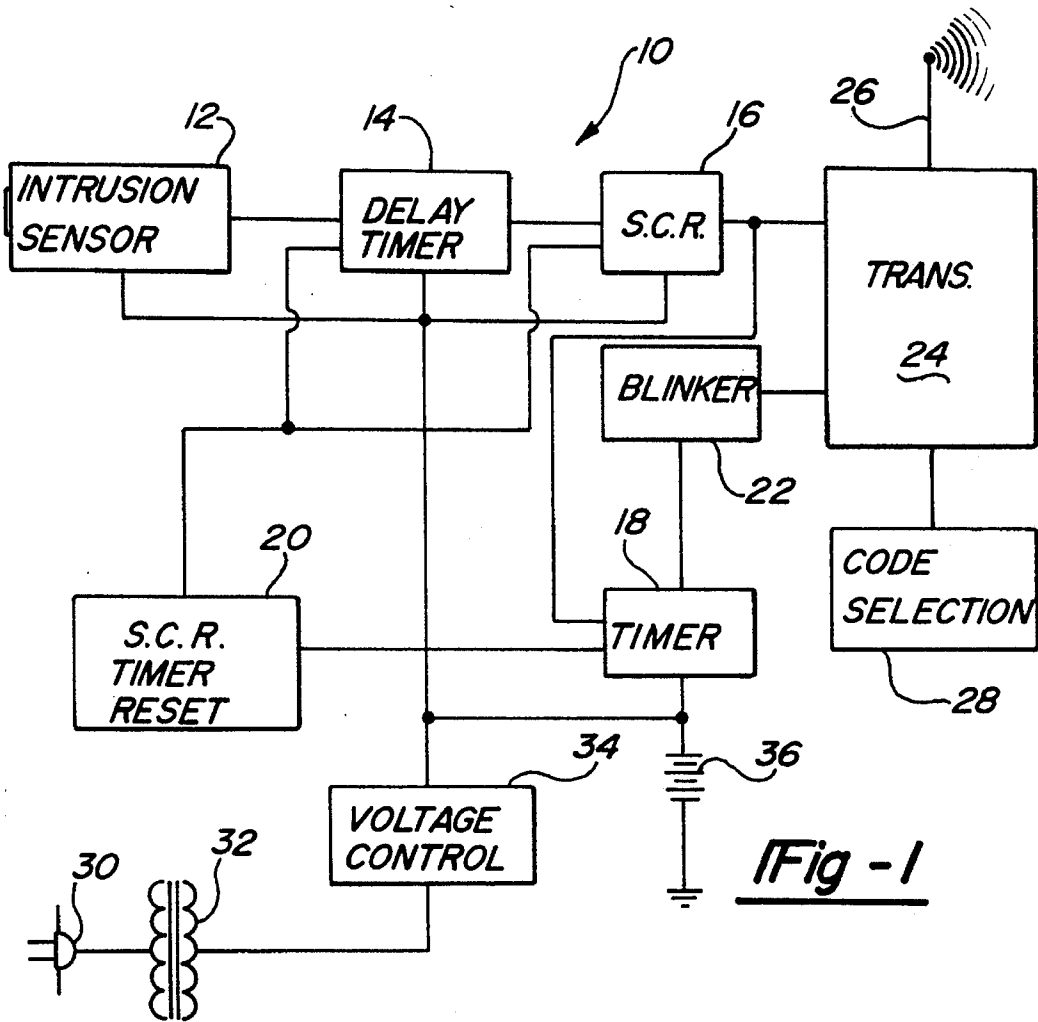 10
12
14
16
26
INTRUSION
SENSOR
DELAY
TIMER
S.C.R.
TRANS.
24
BLINKER
22
18
20
CODE
SELECTION
S.C.R.
TIMER
RESET
TIMER
28
34
36
VOLTAGE
CONTROL
30
32
Fig-1